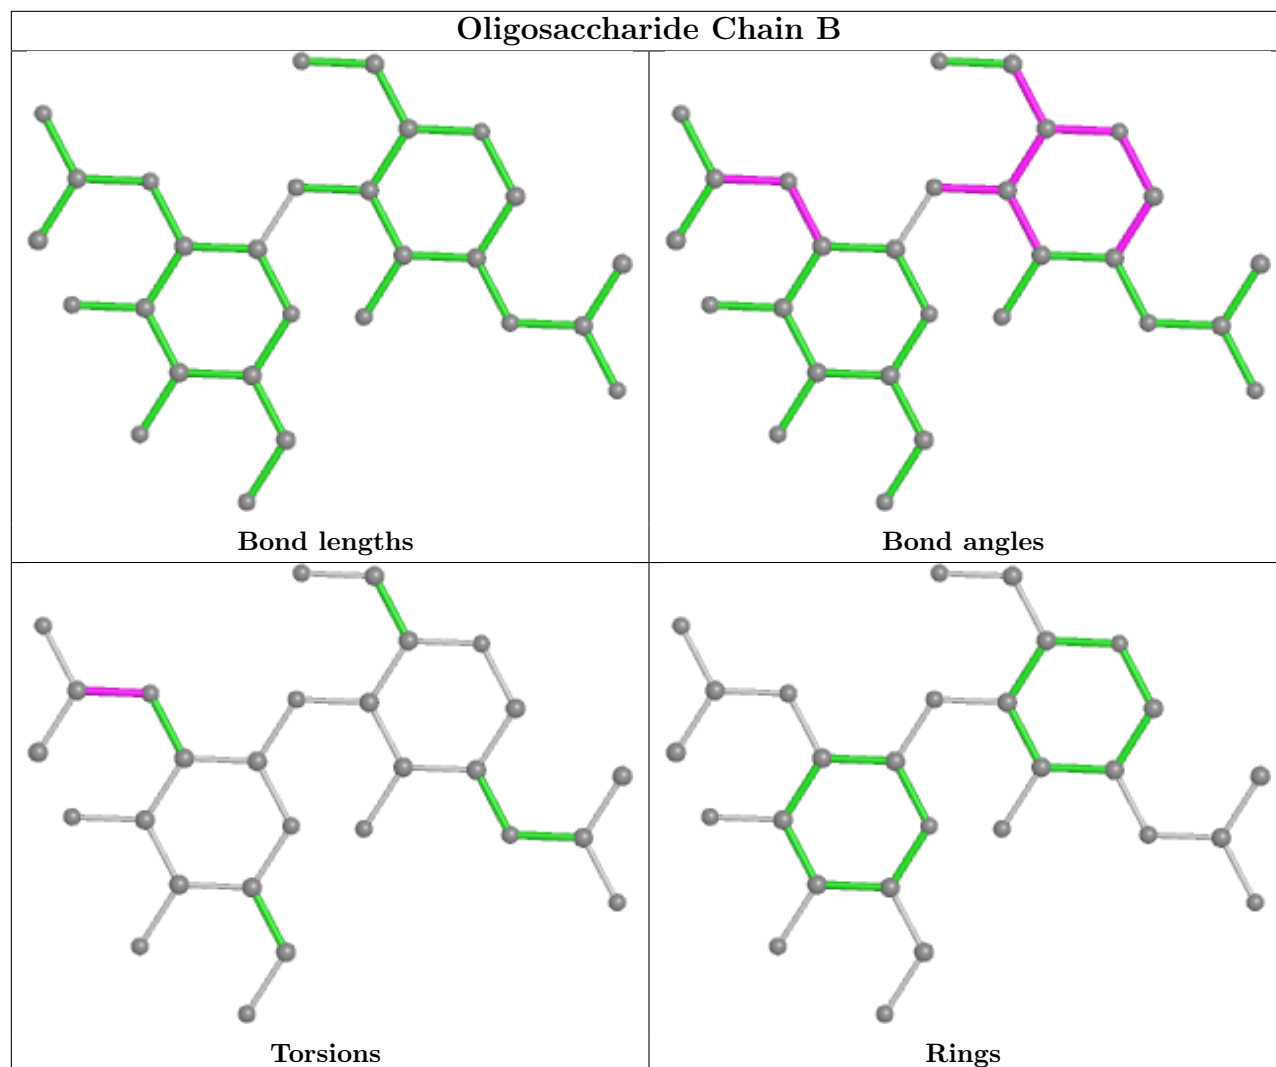 Oligosaccharide Chain B
Bond lengths
Bond angles
Torsions
Rings